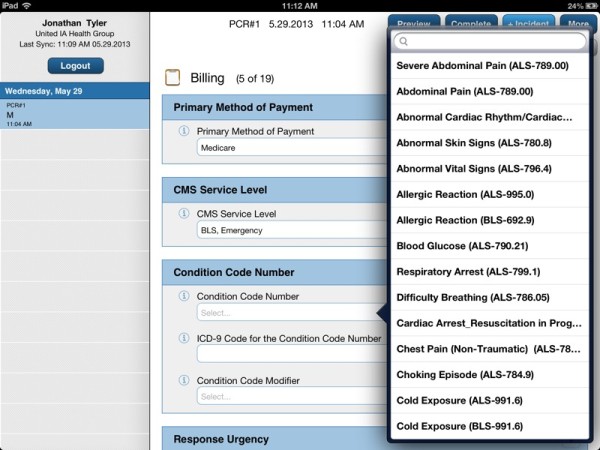 iPad
11:12 AM
24%
Jonathan Tyler
United IA Health Group
Last Sync: 11:09 AM 05.29.2013
Logout
Wednesday, May 29
PCR#1
M
11:04 AM
PCR#1 5.29.2013 11:04 AM
Preview
Complete
+ Incident
More
Billing (5 of 19)
Primary Method of Payment
Primary Method of Payment
Medicare
CMS Service Level
CMS Service Level
BLS, Emergency
Condition Code Number
Condition Code Number
Select...
ICD-9 Code for the Condition Code Number
Condition Code Modifier
Select...
Response Urgency
Severe Abdominal Pain (ALS-789.00)
Abdominal Pain (ALS-789.00)
Abnormal Cardiac Rhythm/Cardiac...
Abnormal Skin Signs (ALS-780.8)
Abnormal Vital Signs (ALS-796.4)
Allergic Reaction (ALS-995.0)
Allergic Reaction (BLS-692.9)
Blood Glucose (ALS-790.21)
Respiratory Arrest (ALS-799.1)
Difficulty Breathing (ALS-786.05)
Cardiac Arrest_Resuscitation in Prog...
Chest Pain (Non-Traumatic) (ALS-78...
Choking Episode (ALS-784.9)
Cold Exposure (ALS-991.6)
Cold Exposure (BLS-991.6)